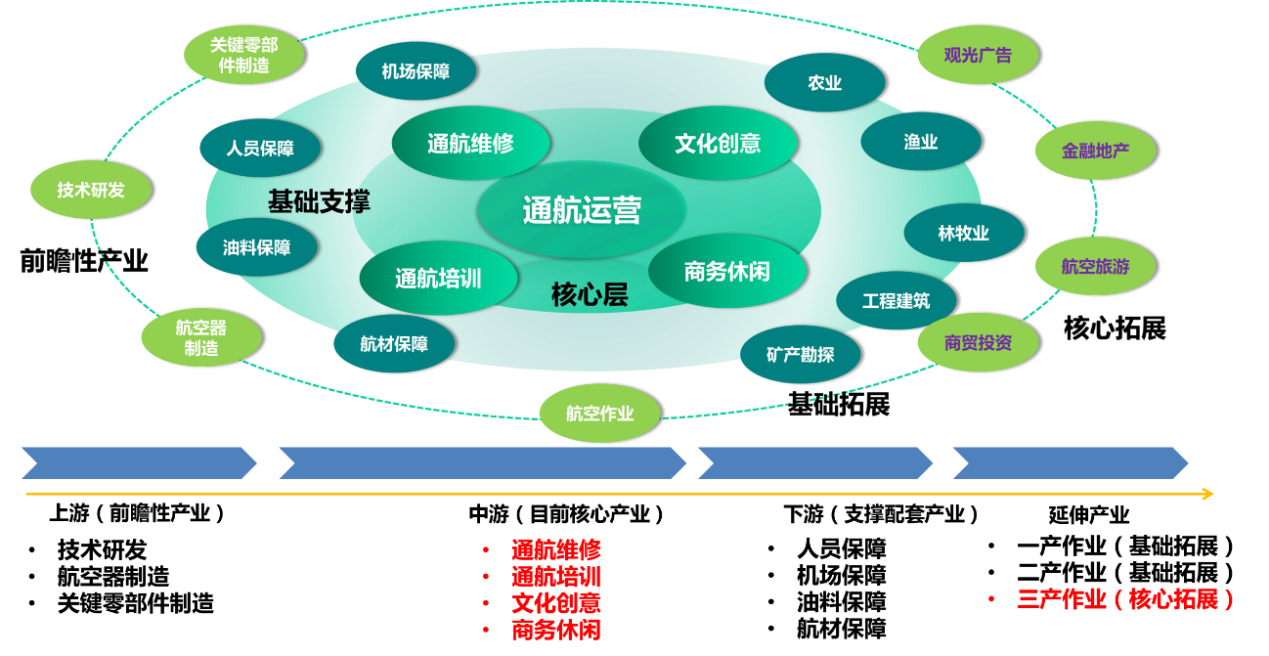 关键零部
件制造
机场保障
观光广告
农业
人员保障
通航维修
文化创意
渔业
金融地产
技术研发
基础支撑
通航运营
前瞻性产业
油料保障
林牧业
通航培训
核心层
商务休闲
航空旅游
航空器
制造
航材保障
工程建筑
核心拓展
矿产勘探
商贸投资
航空作业
基础拓展
上游（前瞻性产业）
• 技术研发
• 航空器制造
• 关键零部件制造
中游（目前核心产业）
• 通航维修
• 通航培训
• 文化创意
• 商务休闲
下游（支撑配套产业）
• 人员保障
• 机场保障
• 油料保障
• 航材保障
延伸产业
• 一产作业（基础拓展）
• 二产作业（基础拓展）
• 三产作业（核心拓展）